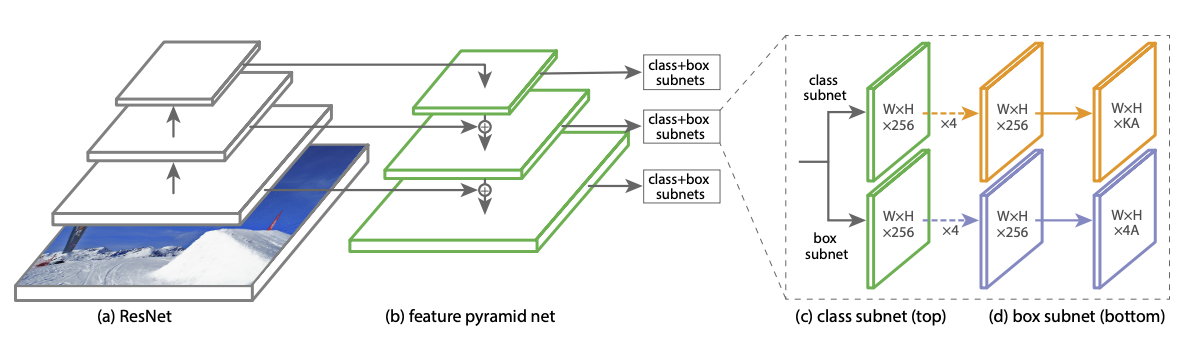 class+box
subnets
class+box
subnets
class+box
subnets
class
subnet
W×H
×256
×4
W×H
×256
W×H
×KA
box
subnet
W×H
×256
×4
W×H
×256
W×H
×4A
(a) ResNet
(b) feature pyramid net
(c) class subnet (top)
(d) box subnet (bottom)